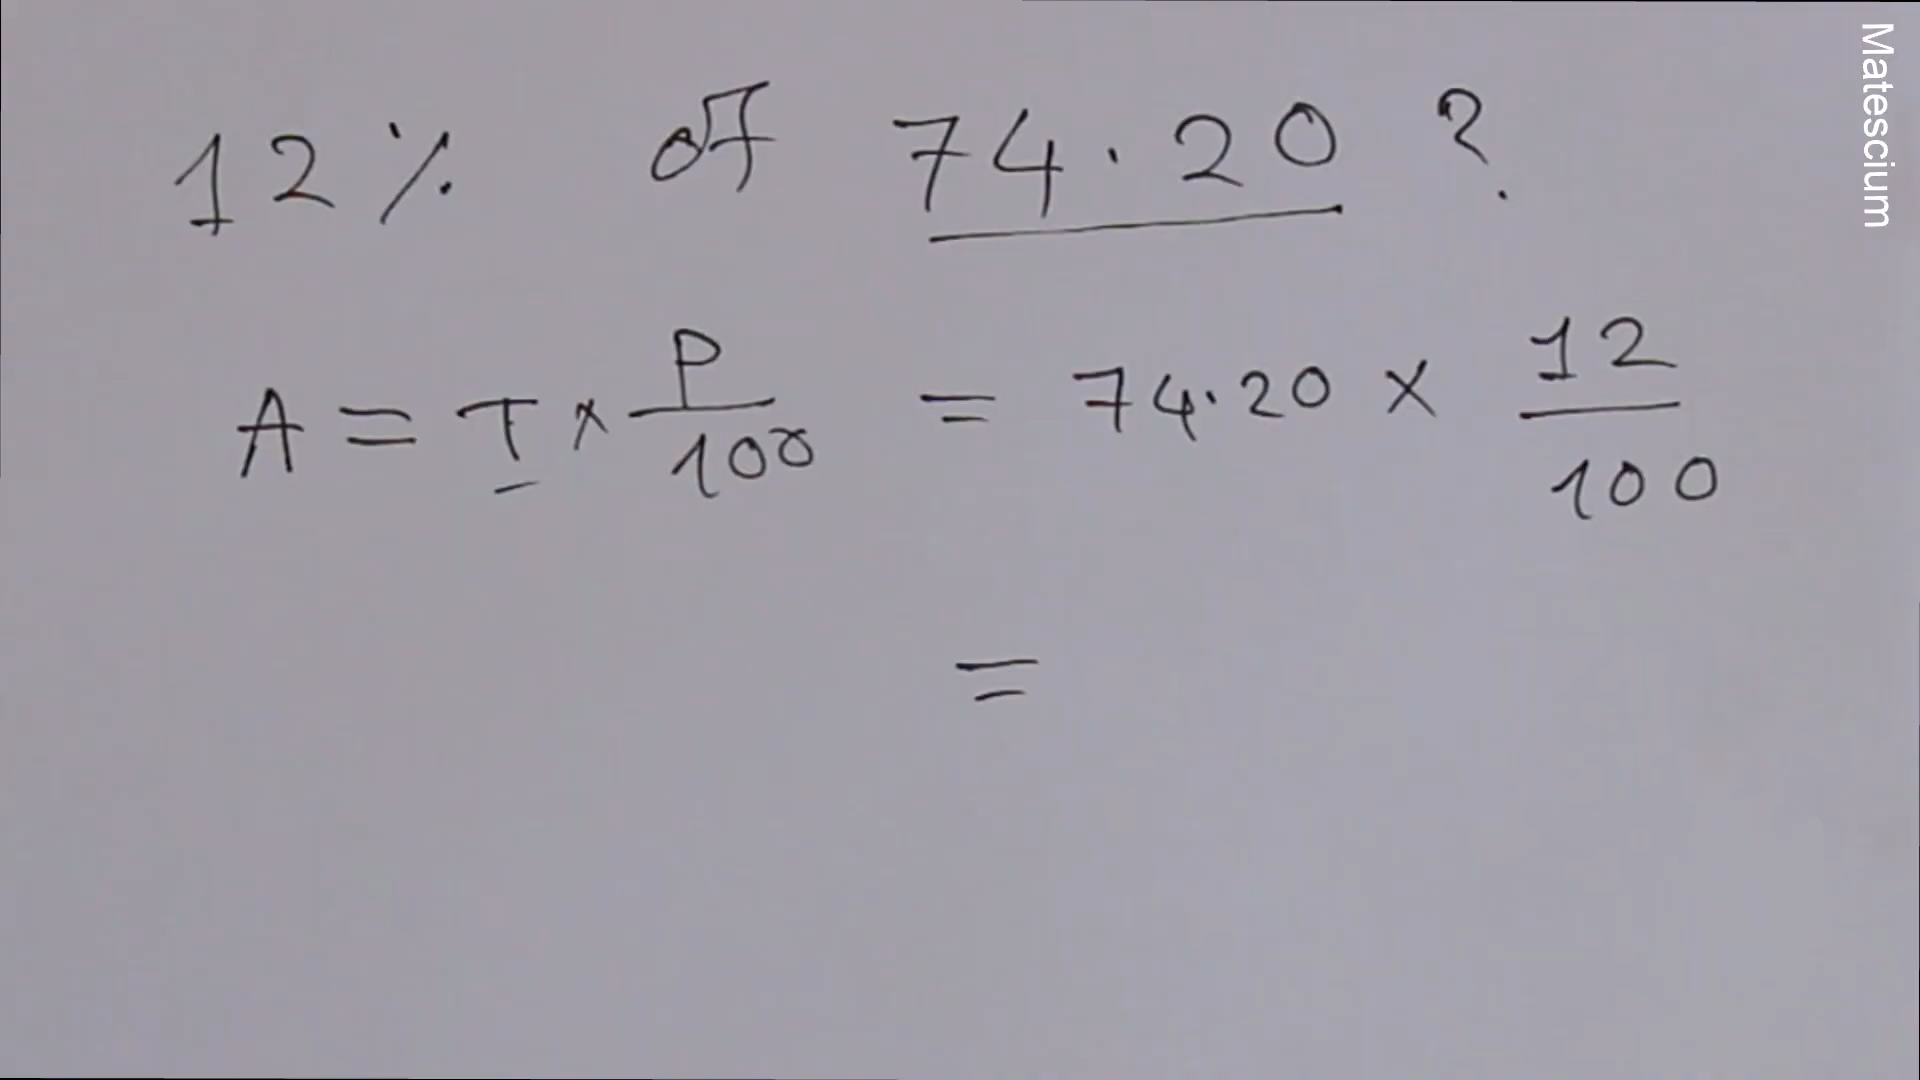 12% of 74.20 ?
A = T × P/100 = 74.20 × 12/100
=
Matescium